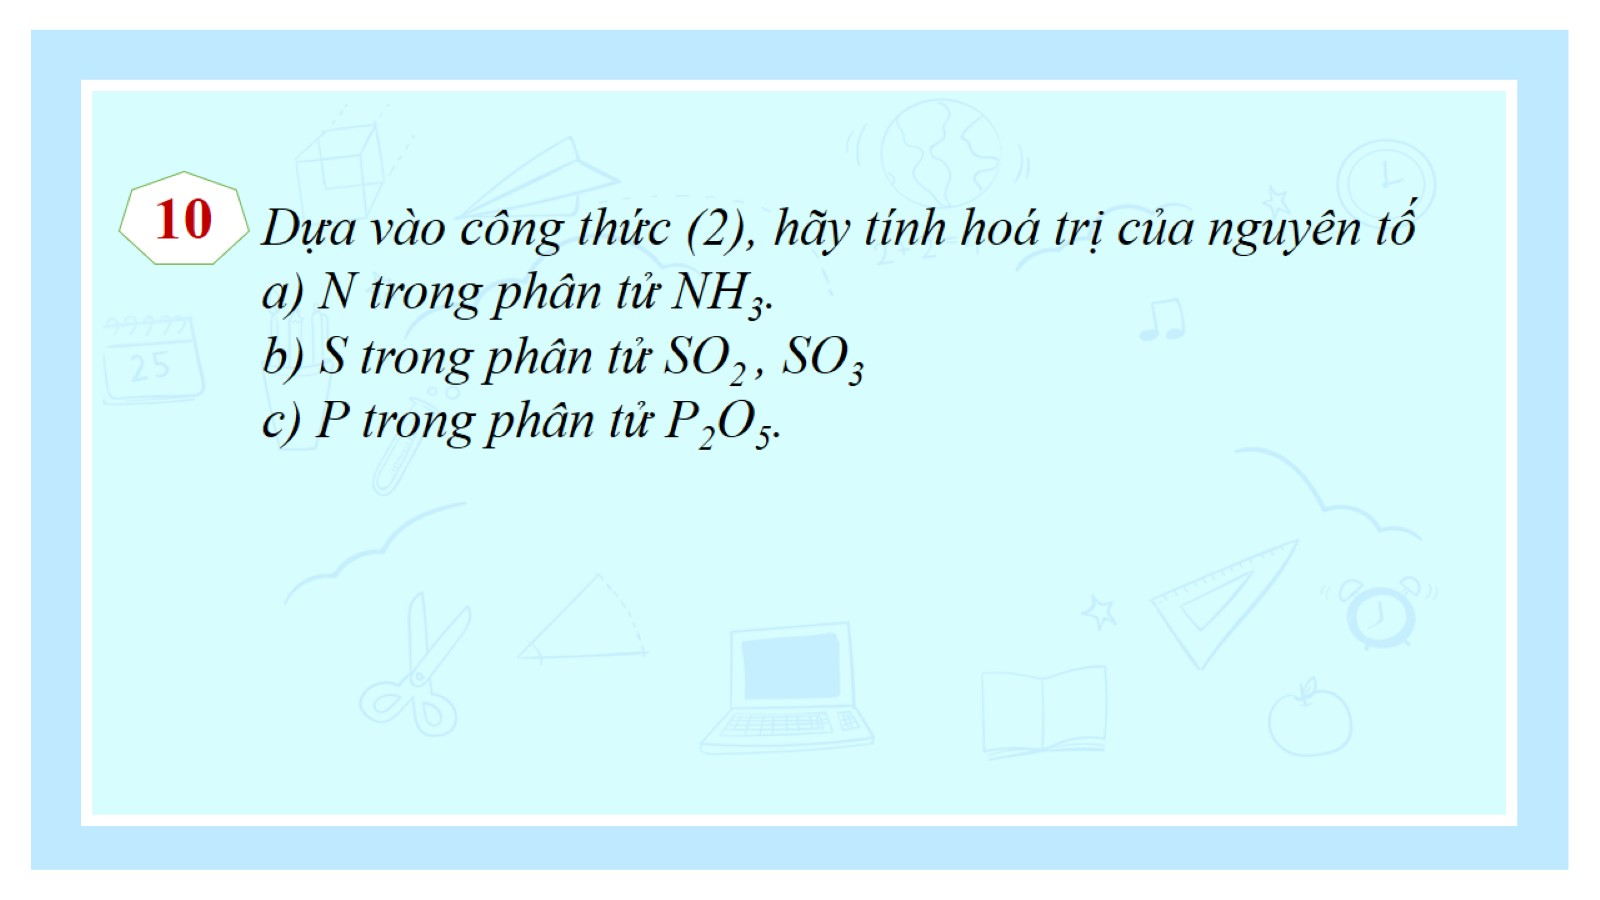 10 Dựa vào công thức (2), hãy tính hoá trị của nguyên tố
a) N trong phân tử NH₃.
b) S trong phân tử SO₂ , SO₃
c) P trong phân tử P₂O₅.
25